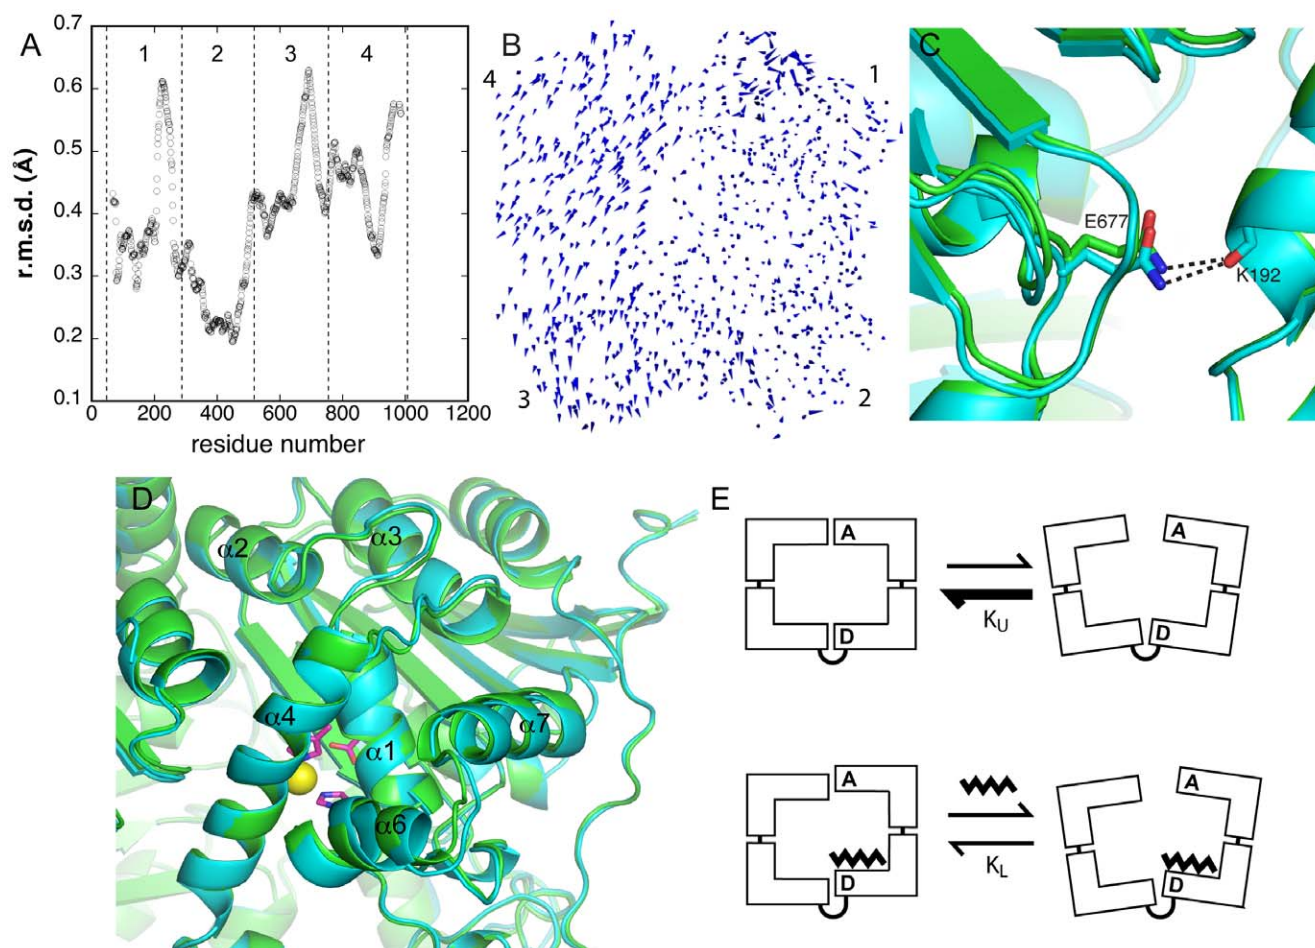 A
r.m.s.d. (Å)
0.7
0.6
0.5
0.4
0.3
0.2
0.1
1 2 3 4
0 200 400 600 800 1000 1200
residue number
B
4 1
3 2
C
E677
K192
D
α2 α3
α4 α1 α7
α6
E
A A
K_U
D D
A A
K_L
D D